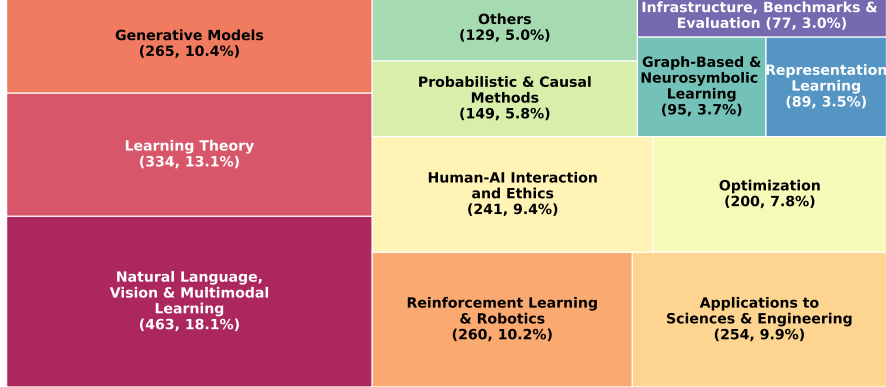 Generative Models
(265, 10.4%)
Others
(129, 5.0%)
Infrastructure, Benchmarks &
Evaluation (77, 3.0%)
Probabilistic & Causal
Methods
(149, 5.8%)
Graph-Based &
Neurosymbolic
Learning
(95, 3.7%)
Representation
Learning
(89, 3.5%)
Learning Theory
(334, 13.1%)
Human-AI Interaction
and Ethics
(241, 9.4%)
Optimization
(200, 7.8%)
Natural Language,
Vision & Multimodal
Learning
(463, 18.1%)
Reinforcement Learning
& Robotics
(260, 10.2%)
Applications to
Sciences & Engineering
(254, 9.9%)